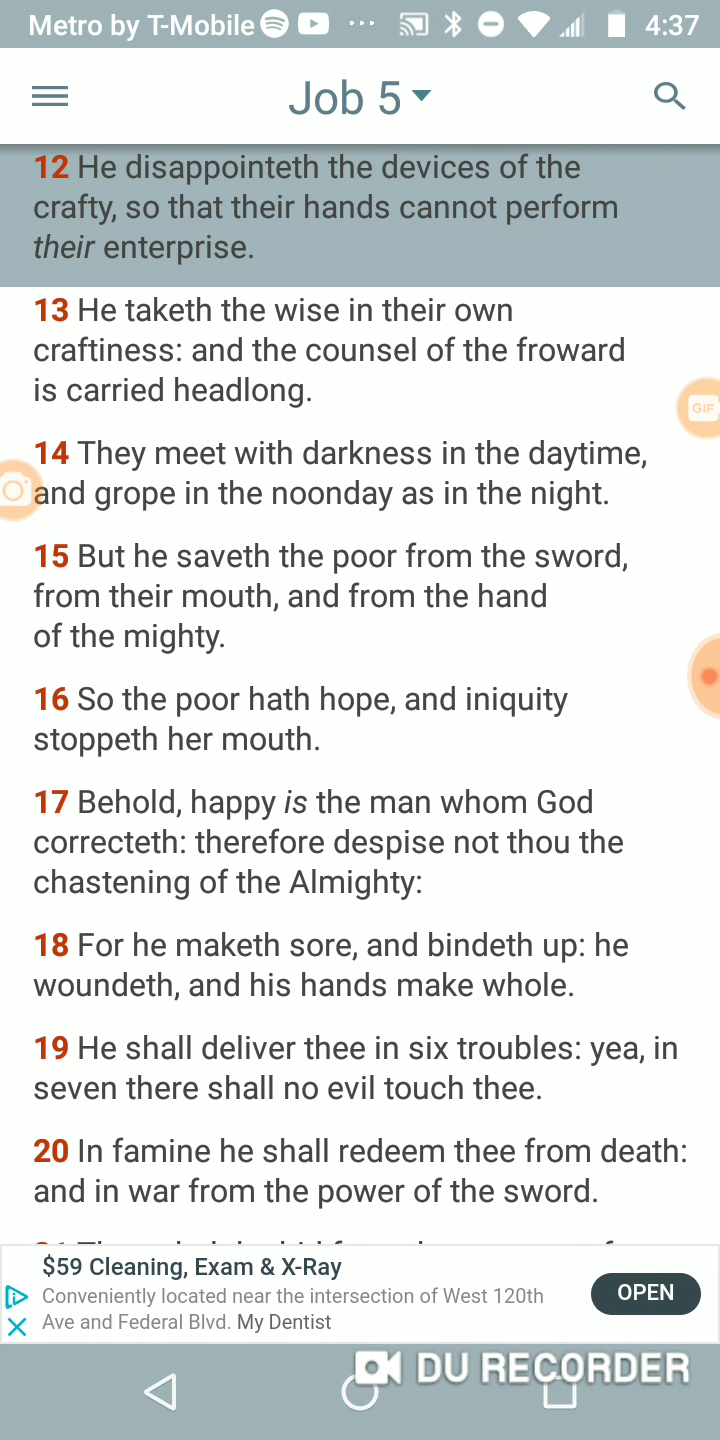 Metro by T-Mobile ... 4:37
Job 5
12 He disappointeth the devices of the
crafty, so that their hands cannot perform
their enterprise.
13 He taketh the wise in their own
craftiness: and the counsel of the froward
is carried headlong.
GIF
14 They meet with darkness in the daytime,
and grope in the noonday as in the night.
15 But he saveth the poor from the sword,
from their mouth, and from the hand
of the mighty.
16 So the poor hath hope, and iniquity
stoppeth her mouth.
17 Behold, happy is the man whom God
correcteth: therefore despise not thou the
chastening of the Almighty:
18 For he maketh sore, and bindeth up: he
woundeth, and his hands make whole.
19 He shall deliver thee in six troubles: yea, in
seven there shall no evil touch thee.
20 In famine he shall redeem thee from death:
and in war from the power of the sword.
$59 Cleaning, Exam & X-Ray
Conveniently located near the intersection of West 120th
Ave and Federal Blvd. My Dentist
OPEN
DU RECORDER